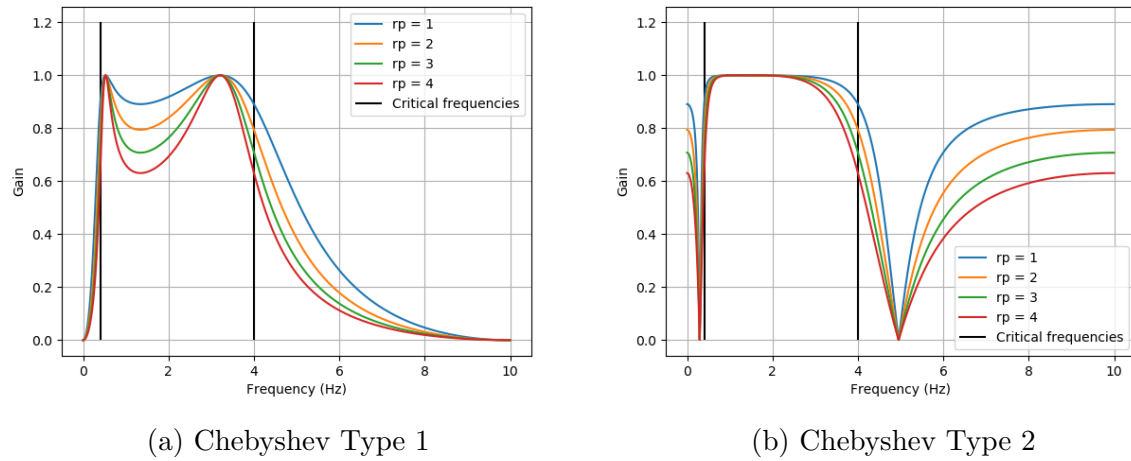 1.2
1.0
0.8
0.6
0.4
0.2
0.0
Gain
rp = 1
rp = 2
rp = 3
rp = 4
Critical frequencies
0 2 4 6 8 10
Frequency (Hz)
(a) Chebyshev Type 1
1.2
1.0
0.8
0.6
0.4
0.2
0.0
Gain
rp = 1
rp = 2
rp = 3
rp = 4
Critical frequencies
0 2 4 6 8 10
Frequency (Hz)
(b) Chebyshev Type 2